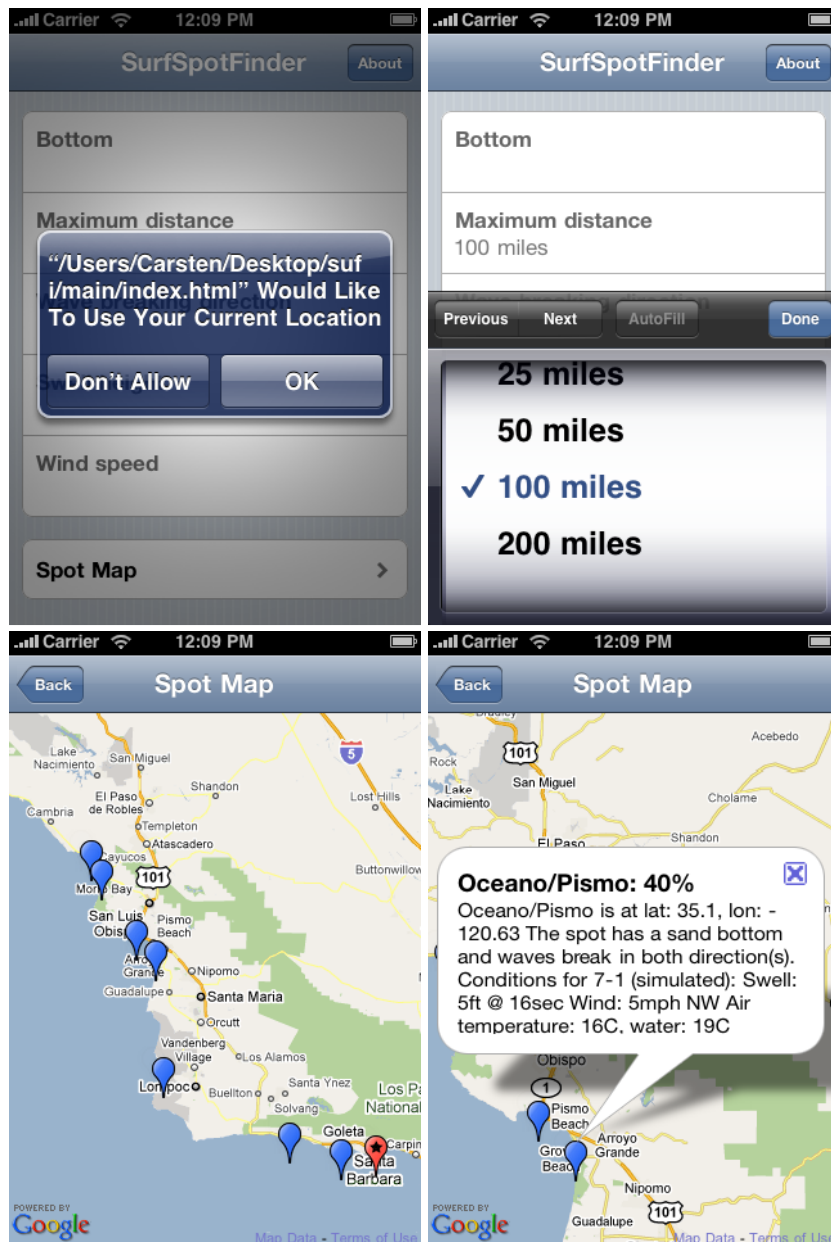 Carrier 12:09 PM
SurfSpotFinder About
Bottom
Maximum distance
Wave breaking direction
“/Users/Carsten/Desktop/suf
i/main/index.html” Would Like
To Use Your Current Location
Don’t Allow OK
Wind speed
Spot Map
Carrier 12:09 PM
SurfSpotFinder About
Bottom
Maximum distance
100 miles
Previous Next AutoFill Done
25 miles
50 miles
✓ 100 miles
200 miles
Carrier 12:09 PM
Back Spot Map
5
Lake
Nacimiento
San Miguel
Shandon
El Paso
de Robles
Lost Hills
Cambria
Templeton
Atascadero
Cayucos
101
Buttonwillow
Morro Bay
San Luis
Obispo
Pismo
Beach
Arroyo
Grande
Nipomo
Guadalupe
Santa Maria
Orcutt
Vandenberg
Village
Los Alamos
Lompoc
Buellton
Santa Ynez
Solvang
Los Pa
National
Goleta
Carpin
Santa
Barbara
POWERED BY
Google
Map Data - Terms of Use
Carrier 12:09 PM
Back Spot Map
Bradley
Acebedo
101
Rock
San Miguel
Lake
Nacimiento
Cholame
El Paso
Shandon
Oceano/Pismo: 40%
Oceano/Pismo is at lat: 35.1, lon: -
120.63 The spot has a sand bottom
and waves break in both direction(s).
Conditions for 7-1 (simulated): Swell:
5ft @ 16sec Wind: 5mph NW Air
temperature: 16C, water: 19C
Obispo
1
Pismo
Beach
Arroyo
Grande
Grover
Beach
Nipomo
101
Guadalupe
POWERED BY
Google
Map Data - Terms of Use